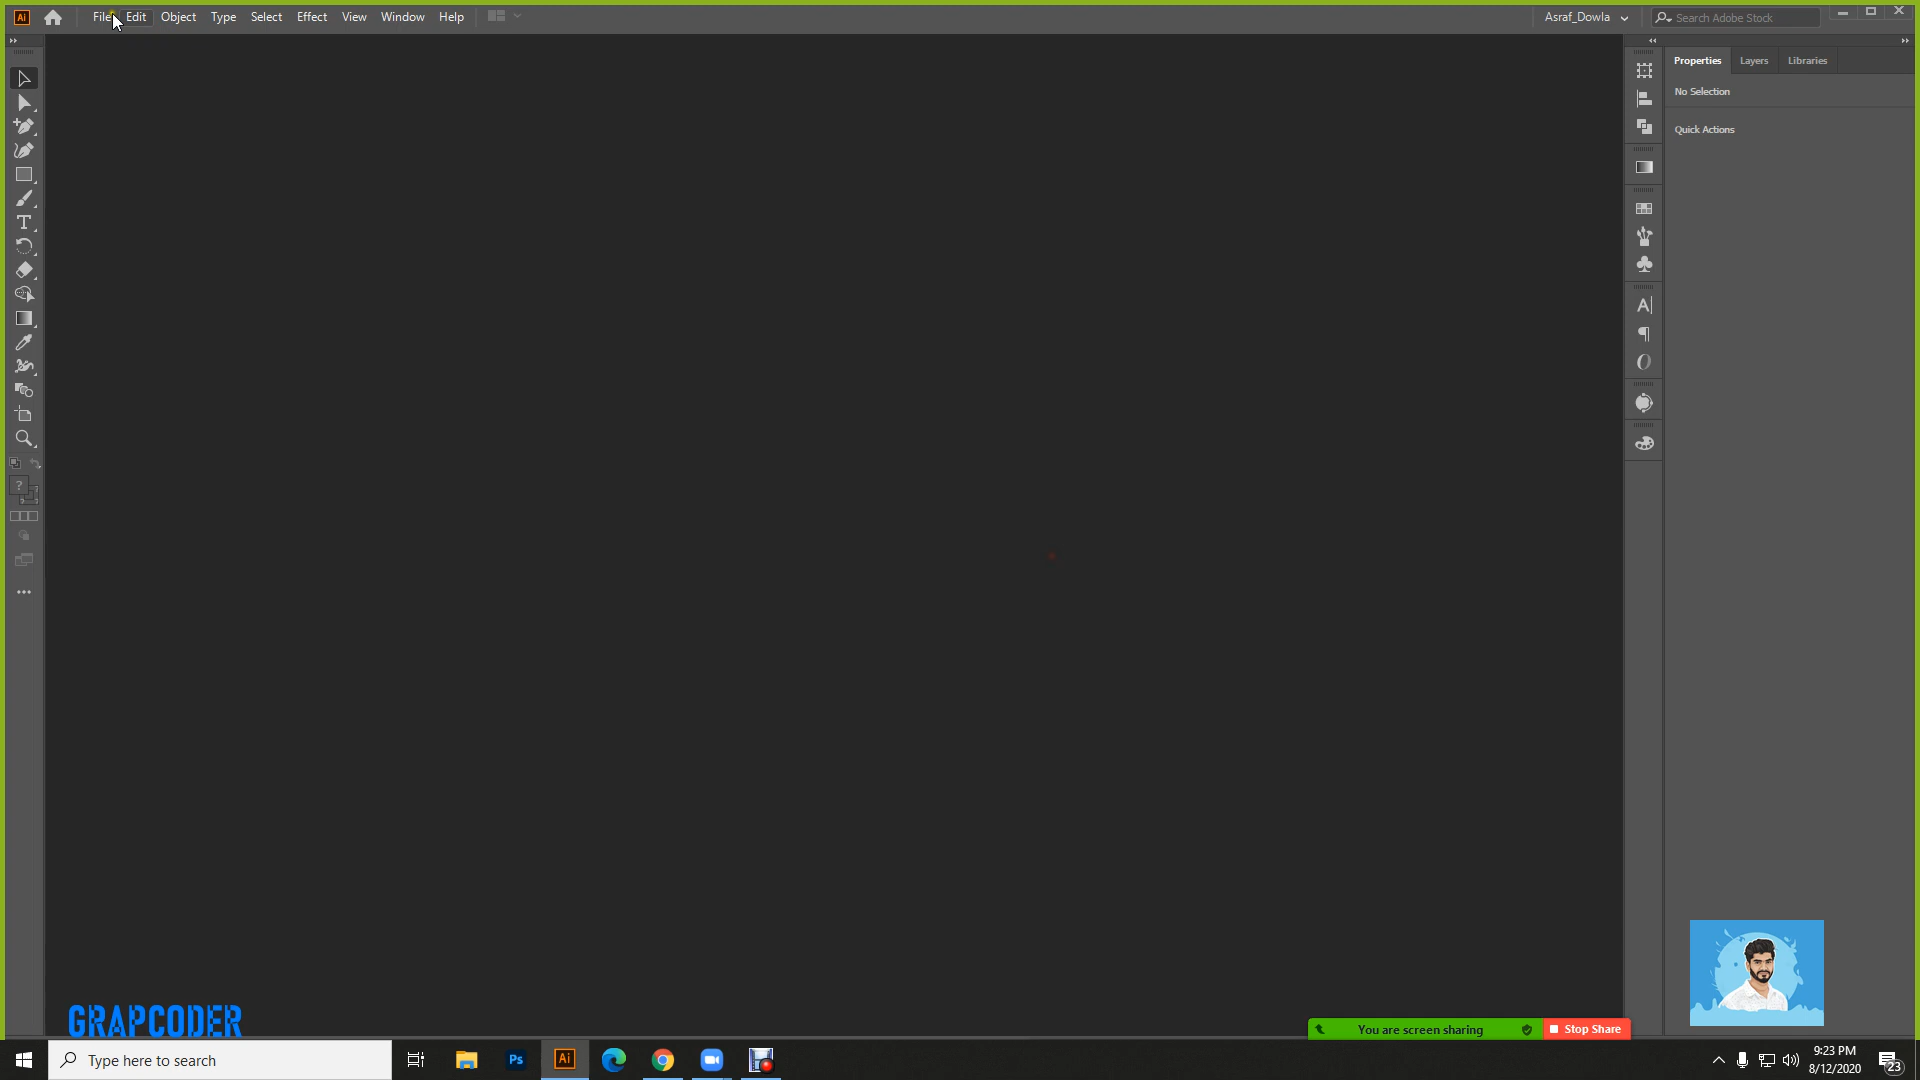 Ai File Edit Object Type Select Effect View Window Help Asraf_Dowla Search Adobe Stock
Properties Layers Libraries
No Selection
Quick Actions
GRAPCODER
You are screen sharing Stop Share
Type here to search Ps Ai
9:23 PM
8/12/2020
23